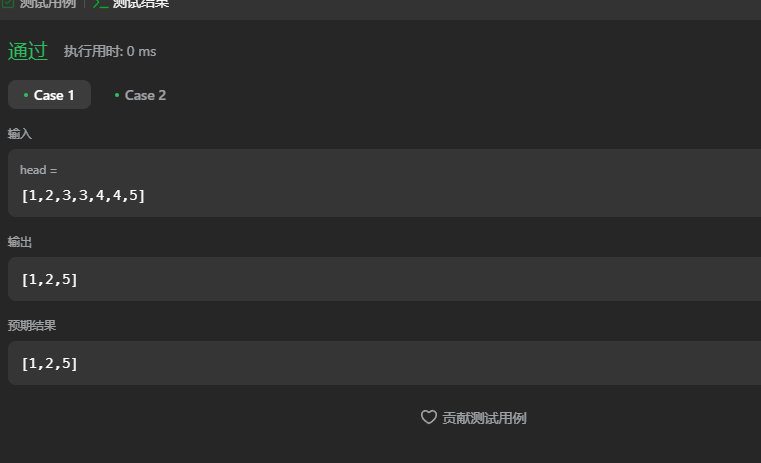 测试用例 测试结果
通过 执行用时: 0 ms
Case 1 Case 2
输入
head =
[1,2,3,3,4,4,5]
输出
[1,2,5]
预期结果
[1,2,5]
贡献测试用例